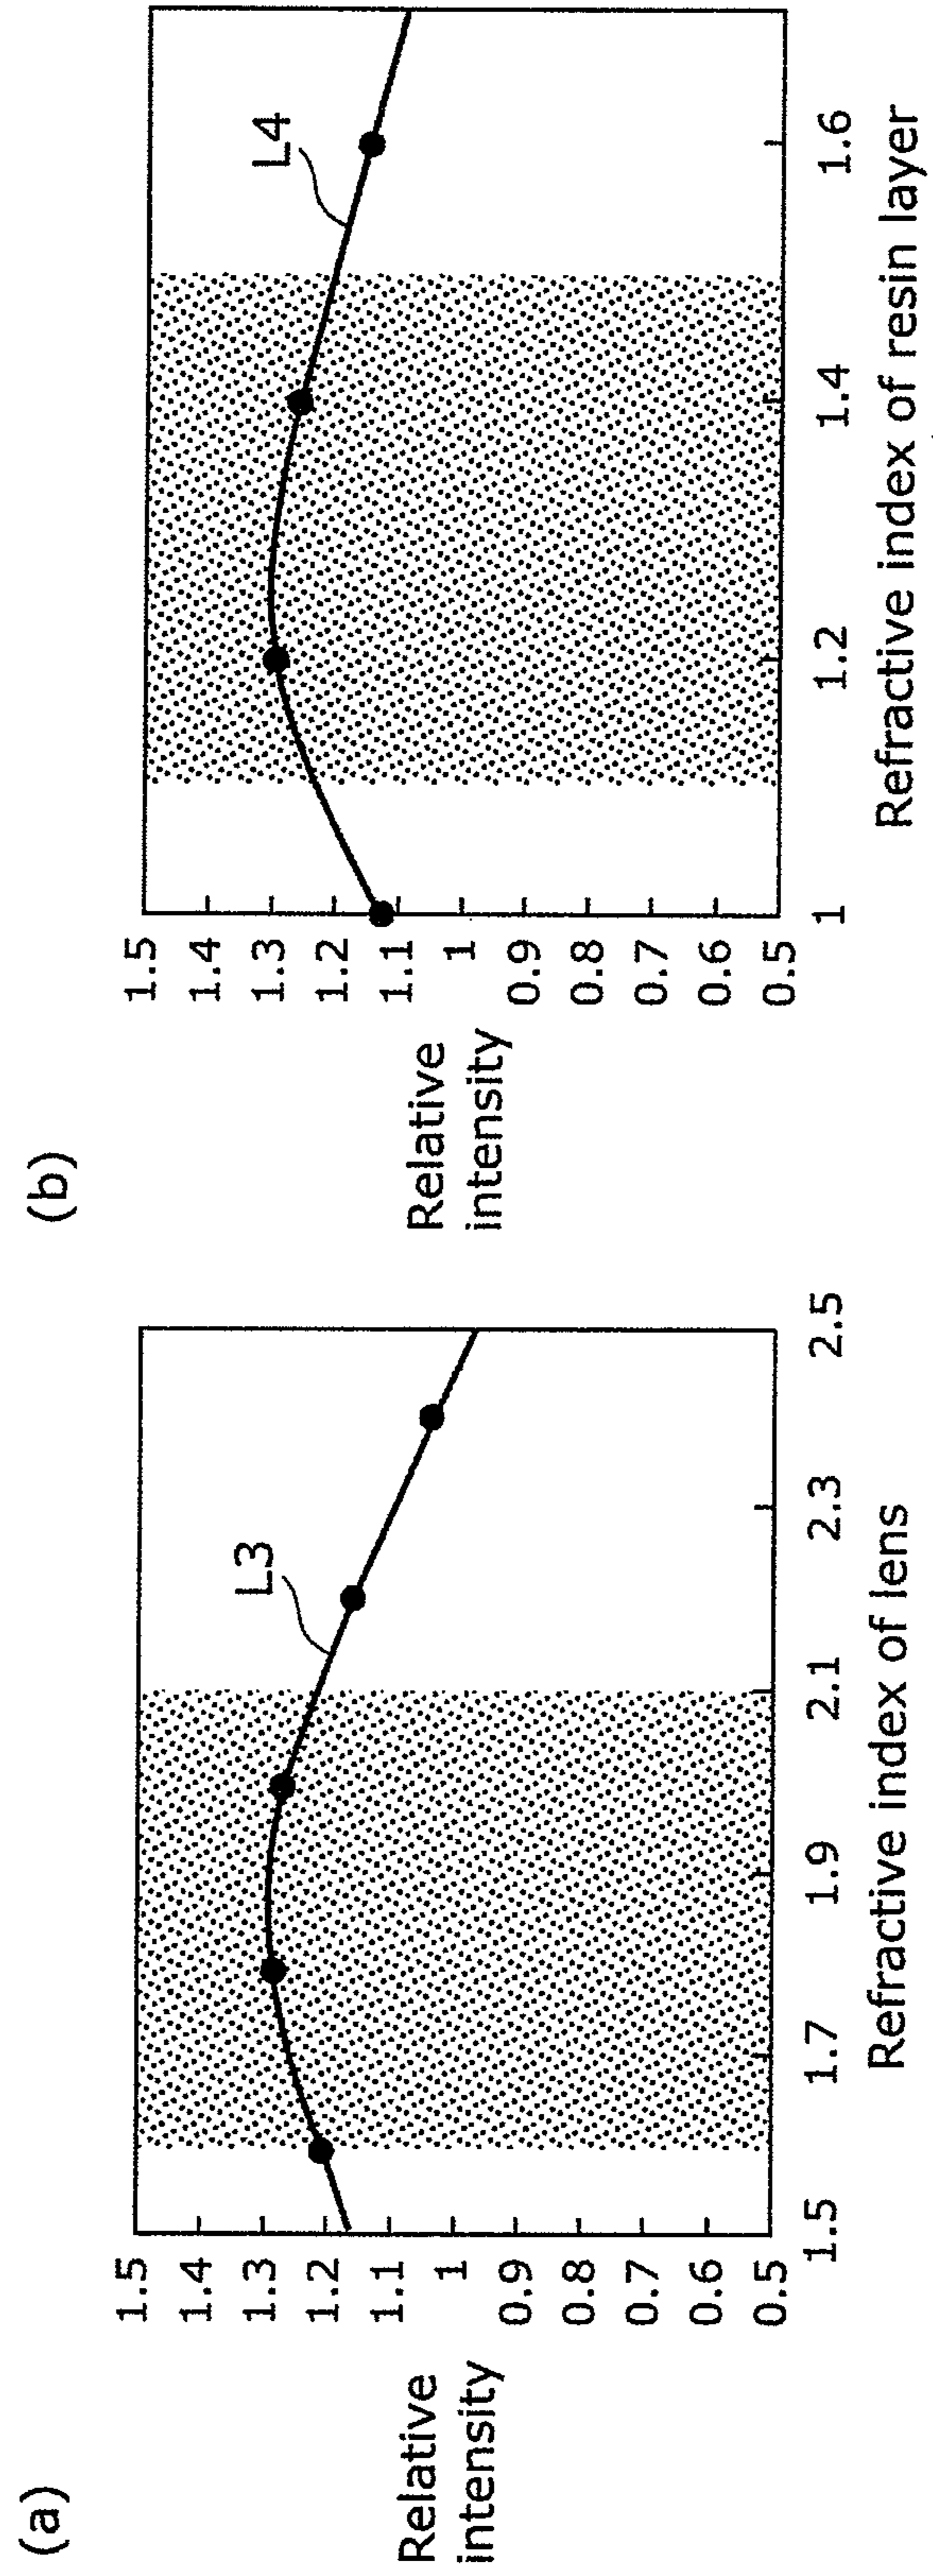 (a)
Relative
intensity
1.5
1.4
1.3
1.2
1.1
1
0.9
0.8
0.7
0.6
0.5
L3
1.5 1.7 1.9 2.1 2.3 2.5
Refractive index of lens
(b)
Relative
intensity
1.5
1.4
1.3
1.2
1.1
1
0.9
0.8
0.7
0.6
0.5
L4
1 1.2 1.4 1.6
Refractive index of resin layer